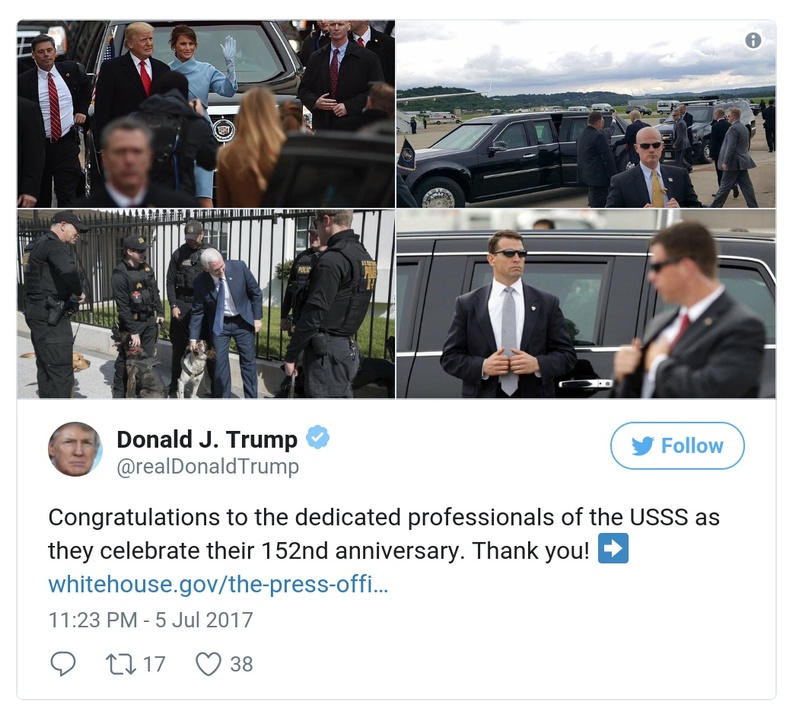 Donald J. Trump
@realDonaldTrump
Follow
Congratulations to the dedicated professionals of the USSS as
they celebrate their 152nd anniversary. Thank you! ➡
whitehouse.gov/the-press-offi...
11:23 PM - 5 Jul 2017
17 38